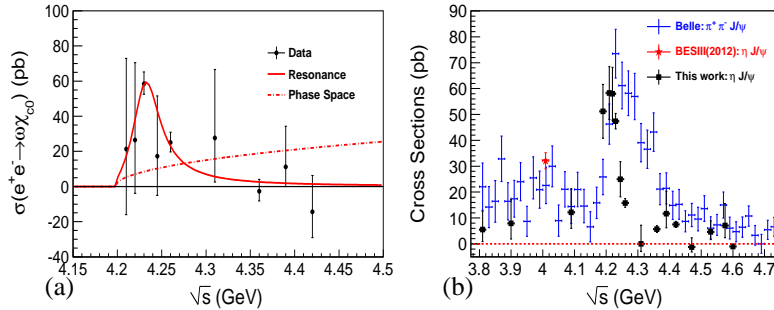 σ(e⁺e⁻→ωχc0) (pb)
100
80
60
40
20
0
-20
-40
Data
Resonance
Phase Space
4.15 4.2 4.25 4.3 4.35 4.4 4.45 4.5
√s (GeV)
(a)
Cross Sections (pb)
90
80
70
60
50
40
30
20
10
0
Belle: π⁺ π⁻ J/ψ
BESIII(2012): η J/ψ
This work: η J/ψ
3.8 3.9 4 4.1 4.2 4.3 4.4 4.5 4.6 4.7
√s (GeV)
(b)